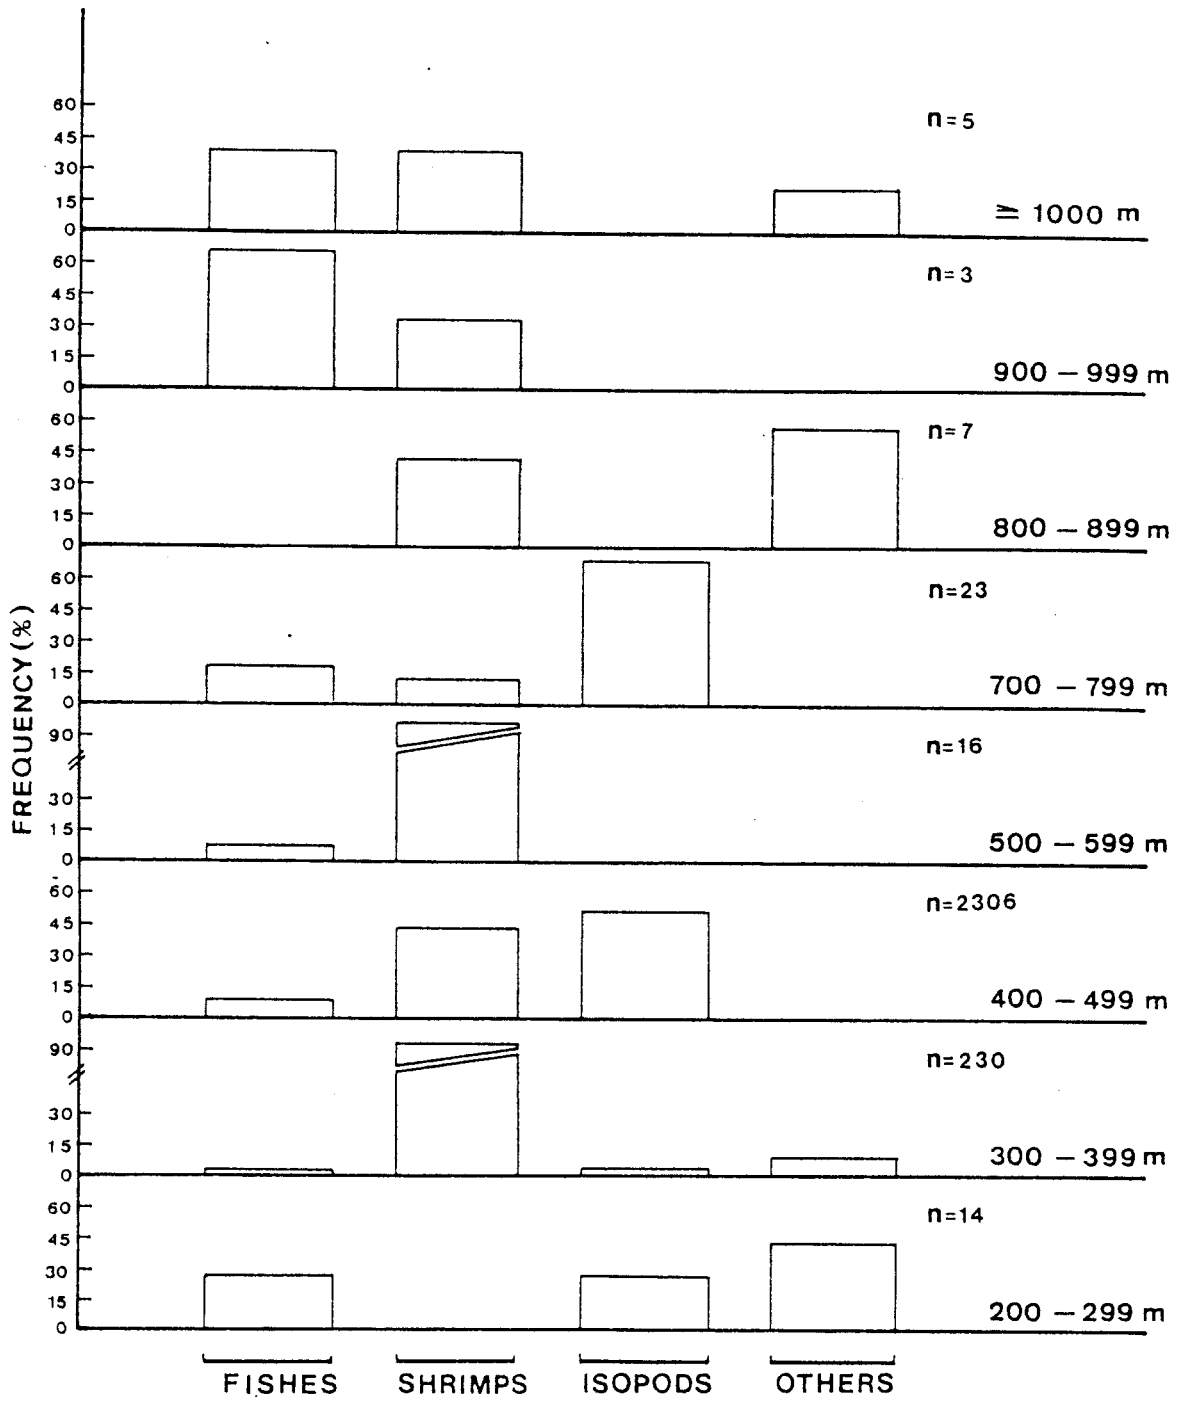 FREQUENCY (%)
60
45
30
15
0
n=5
≥ 1000 m
60
45
30
15
0
n=3
900 – 999 m
60
45
30
15
0
n=7
800 – 899 m
60
45
30
15
0
n=23
700 – 799 m
90
30
15
0
n=16
500 – 599 m
60
45
30
15
0
n=2306
400 – 499 m
90
30
15
0
n=230
300 – 399 m
60
45
30
15
0
n=14
200 – 299 m
FISHES SHRIMPS ISOPODS OTHERS